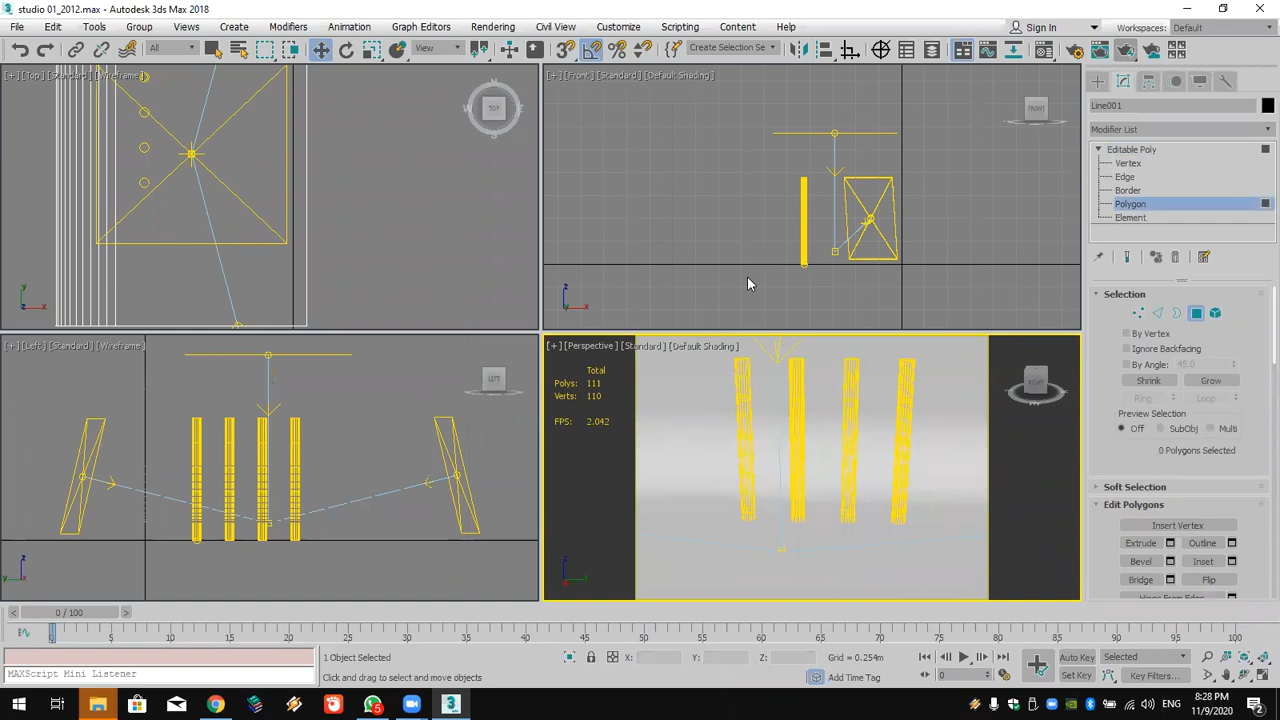 studio 01_2012.max - Autodesk 3ds Max 2018
File Edit Tools Group Views Create Modifiers Animation Graph Editors Rendering Civil View Customize Scripting Content Help Sign In Workspaces: Default
All View Create Selection Se
[+] [Top] [Standard] [Wireframe]
TOP
[+] [Front] [Standard] [Default Shading]
FRONT
Line001
Modifier List
Editable Poly
Vertex
Edge
Border
Polygon
Element
Selection
By Vertex
Ignore Backfacing
By Angle: 45.0
Shrink Grow
Ring Loop
Preview Selection
Off SubObj Multi
0 Polygons Selected
Soft Selection
Edit Polygons
Insert Vertex
Extrude Outline
Bevel Inset
Bridge Flip
Hinge From Edge
[+] [Left] [Standard] [Wireframe]
LEFT
[+] [Perspective] [Standard] [Default Shading]
Total
Polys: 111
Verts: 110
FPS: 2.042
RIGHT
0 / 100
5 10 15 20 25 30 35 40 45 50 55 60 65 70 75 80 85 90 95 100
1 Object Selected
X: Y: Z: Grid = 0.254m
Auto Key Selected
MAXScript Mini Listener
Click and drag to select and move objects
Add Time Tag
0
Set Key Key Filters...
ENG
8:28 PM
11/9/2020
2